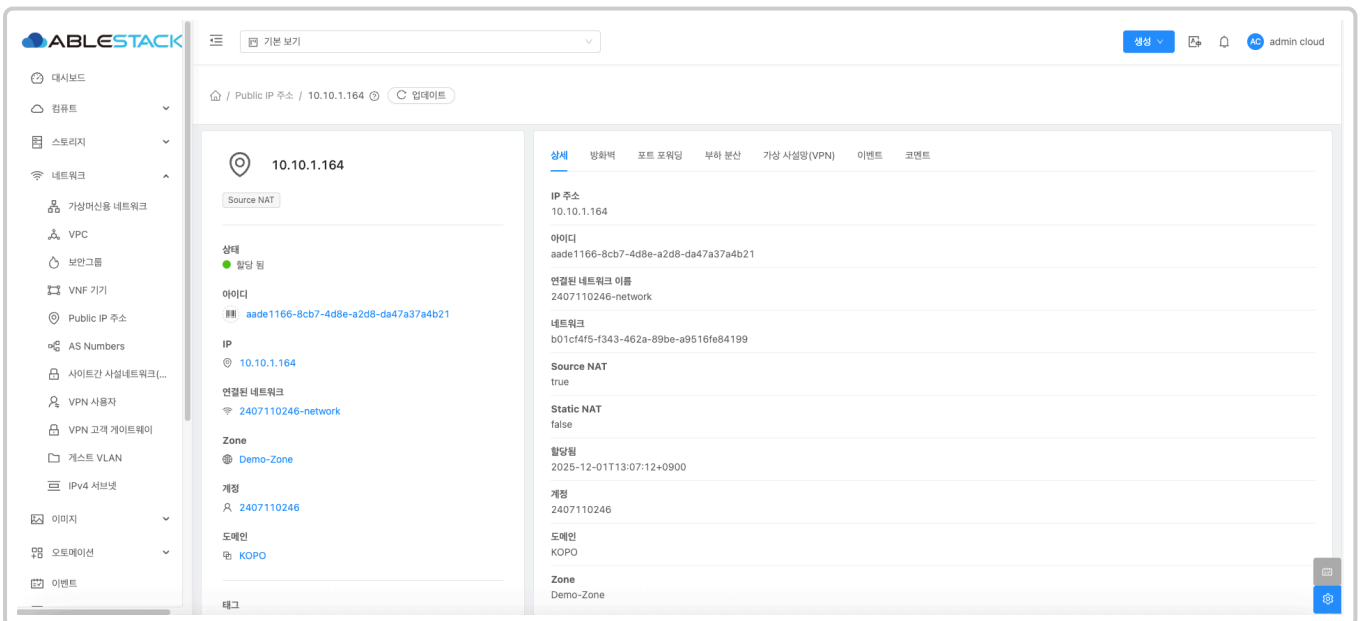 ABLESTACK
기본 보기
생성
AC admin cloud
대시보드
컴퓨트
스토리지
네트워크
가상머신용 네트워크
VPC
보안그룹
VNF 기기
Public IP 주소
AS Numbers
사이트간 사설네트워크(...
VPN 사용자
VPN 고객 게이트웨이
게스트 VLAN
IPv4 서브넷
이미지
오토메이션
이벤트
/ Public IP 주소 / 10.10.1.164 업데이트
10.10.1.164
Source NAT
상태
할당 됨
아이디
aade1166-8cb7-4d8e-a2d8-da47a37a4b21
IP
10.10.1.164
연결된 네트워크
2407110246-network
Zone
Demo-Zone
계정
2407110246
도메인
KOPO
태그
상세 방화벽 포트 포워딩 부하 분산 가상 사설망(VPN) 이벤트 코멘트
IP 주소
10.10.1.164
아이디
aade1166-8cb7-4d8e-a2d8-da47a37a4b21
연결된 네트워크 이름
2407110246-network
네트워크
b01cf4f5-f343-462a-89be-a9516fe84199
Source NAT
true
Static NAT
false
할당됨
2025-12-01T13:07:12+0900
계정
2407110246
도메인
KOPO
Zone
Demo-Zone